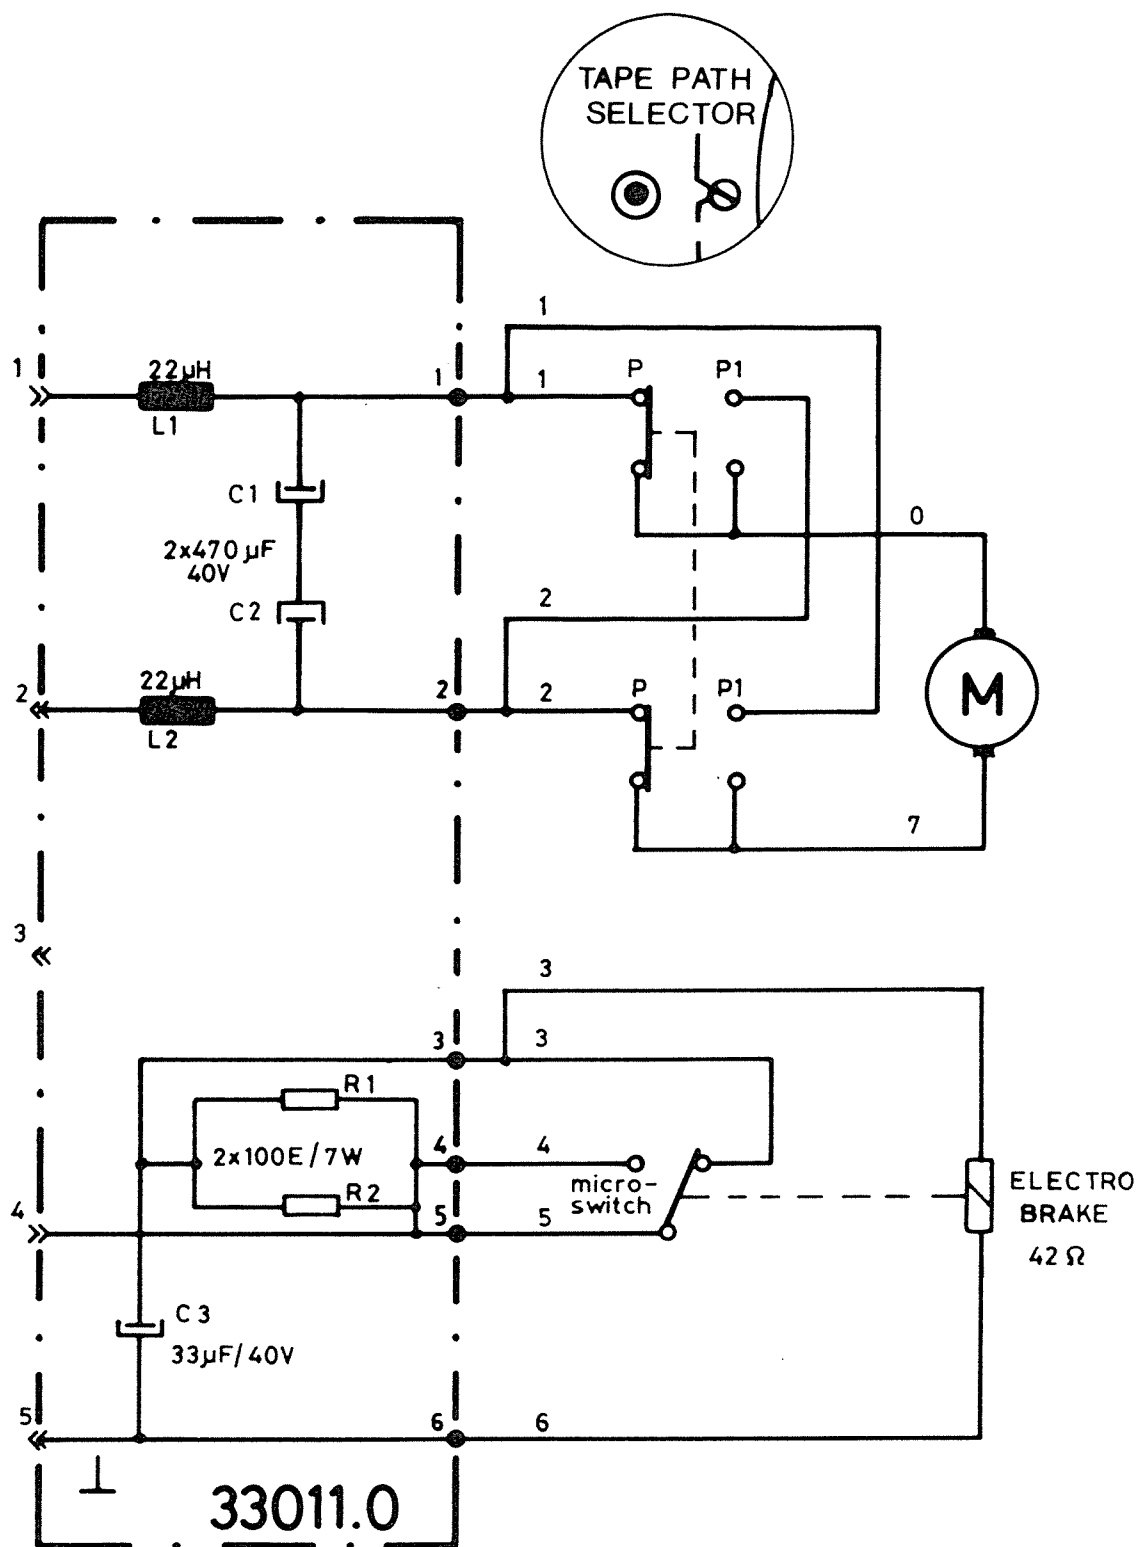 TAPE PATH
SELECTOR
1
1
22µH
1
1
P
P1
L1
C1
0
2x470µF
40V
2
C2
2
22µH
2
2
P
P1
L2
M
7
3
3
3
3
R1
4
4
2x100E/7W
micro-
switch
ELECTRO
BRAKE
42Ω
R2
4
5
5
C3
33µF/40V
5
6
6
33011.0